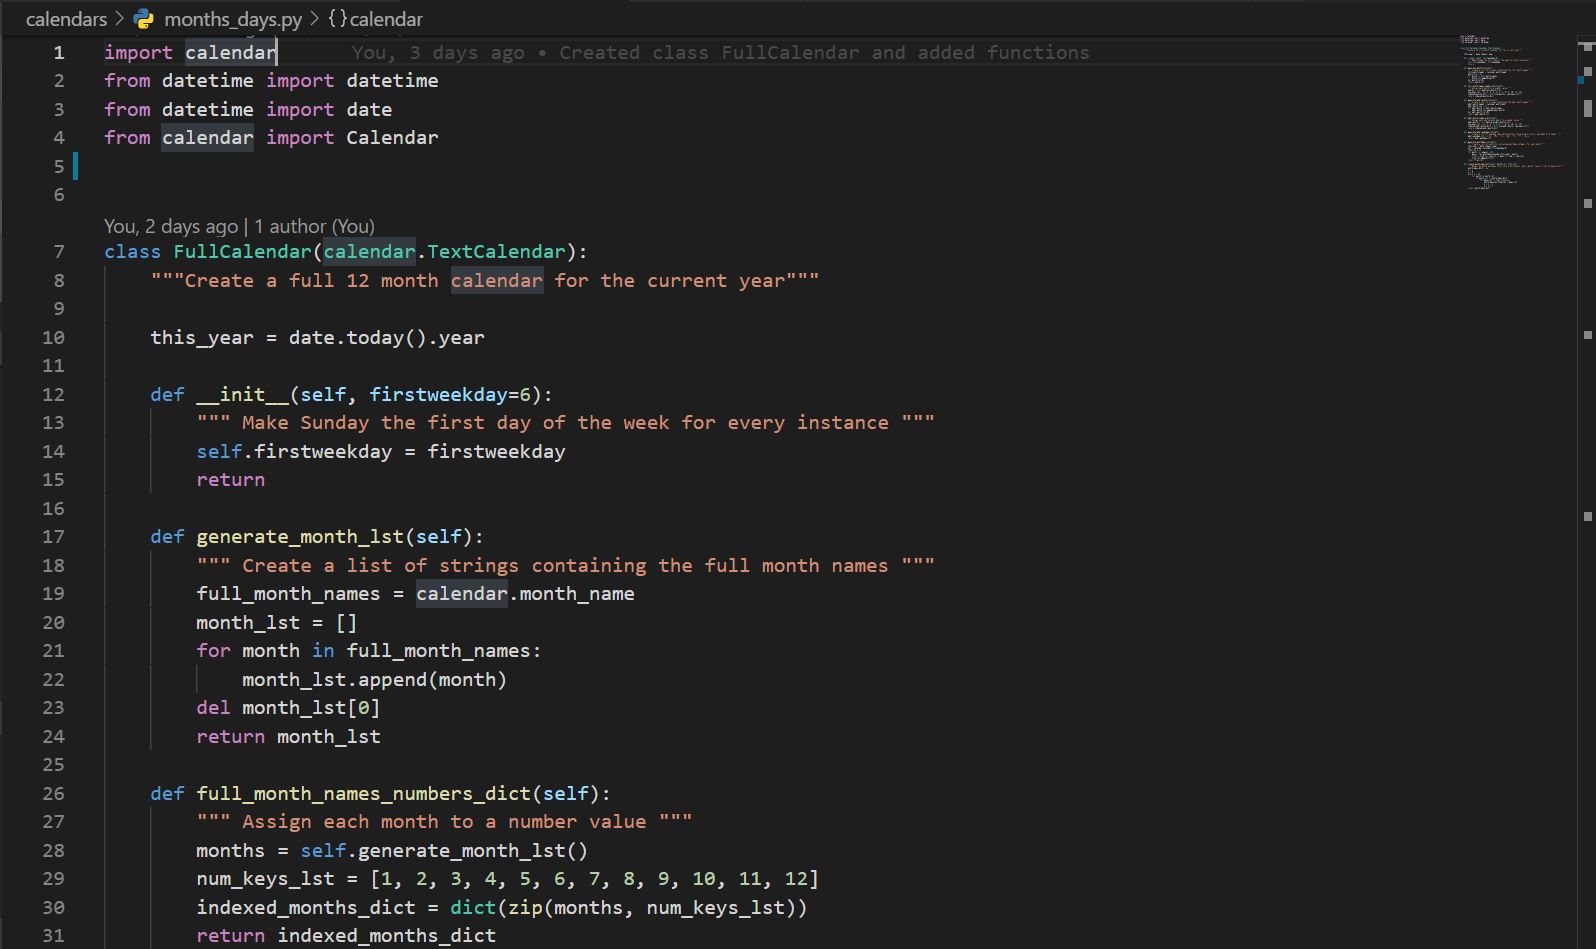 calendars > months_days.py > {} calendar
1 import calendar You, 3 days ago • Created class FullCalendar and added functions
2 from datetime import datetime
3 from datetime import date
4 from calendar import Calendar
5
6
You, 2 days ago | 1 author (You)
7 class FullCalendar(calendar.TextCalendar):
8     """Create a full 12 month calendar for the current year"""
9
10     this_year = date.today().year
11
12     def __init__(self, firstweekday=6):
13         """ Make Sunday the first day of the week for every instance """
14         self.firstweekday = firstweekday
15         return
16
17     def generate_month_lst(self):
18         """ Create a list of strings containing the full month names """
19         full_month_names = calendar.month_name
20         month_lst = []
21         for month in full_month_names:
22             month_lst.append(month)
23         del month_lst[0]
24         return month_lst
25
26     def full_month_names_numbers_dict(self):
27         """ Assign each month to a number value """
28         months = self.generate_month_lst()
29         num_keys_lst = [1, 2, 3, 4, 5, 6, 7, 8, 9, 10, 11, 12]
30         indexed_months_dict = dict(zip(months, num_keys_lst))
31         return indexed_months_dict